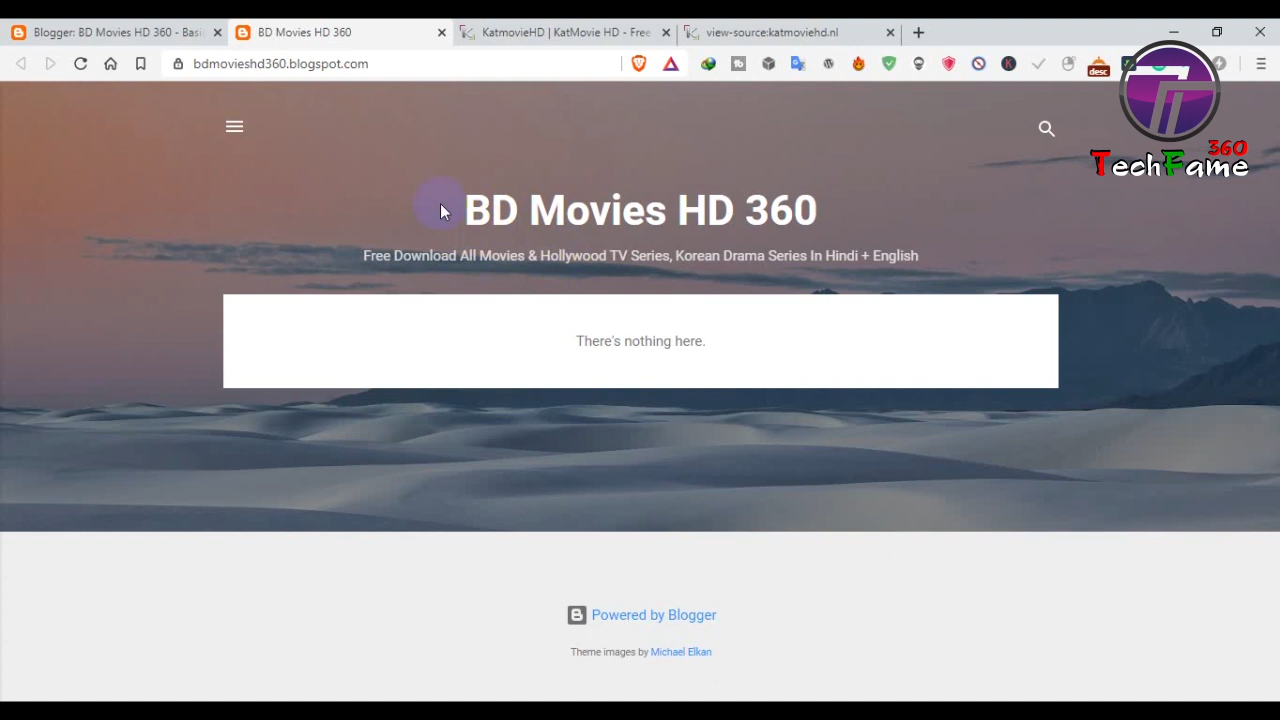 Blogger: BD Movies HD 360 - Basi
BD Movies HD 360
KatmovieHD | KatMovie HD - Free
view-source:katmoviehd.nl
bdmovieshd360.blogspot.com
desc
360
TechFame
BD Movies HD 360
Free Download All Movies & Hollywood TV Series, Korean Drama Series In Hindi + English
There's nothing here.
Powered by Blogger
Theme images by Michael Elkan